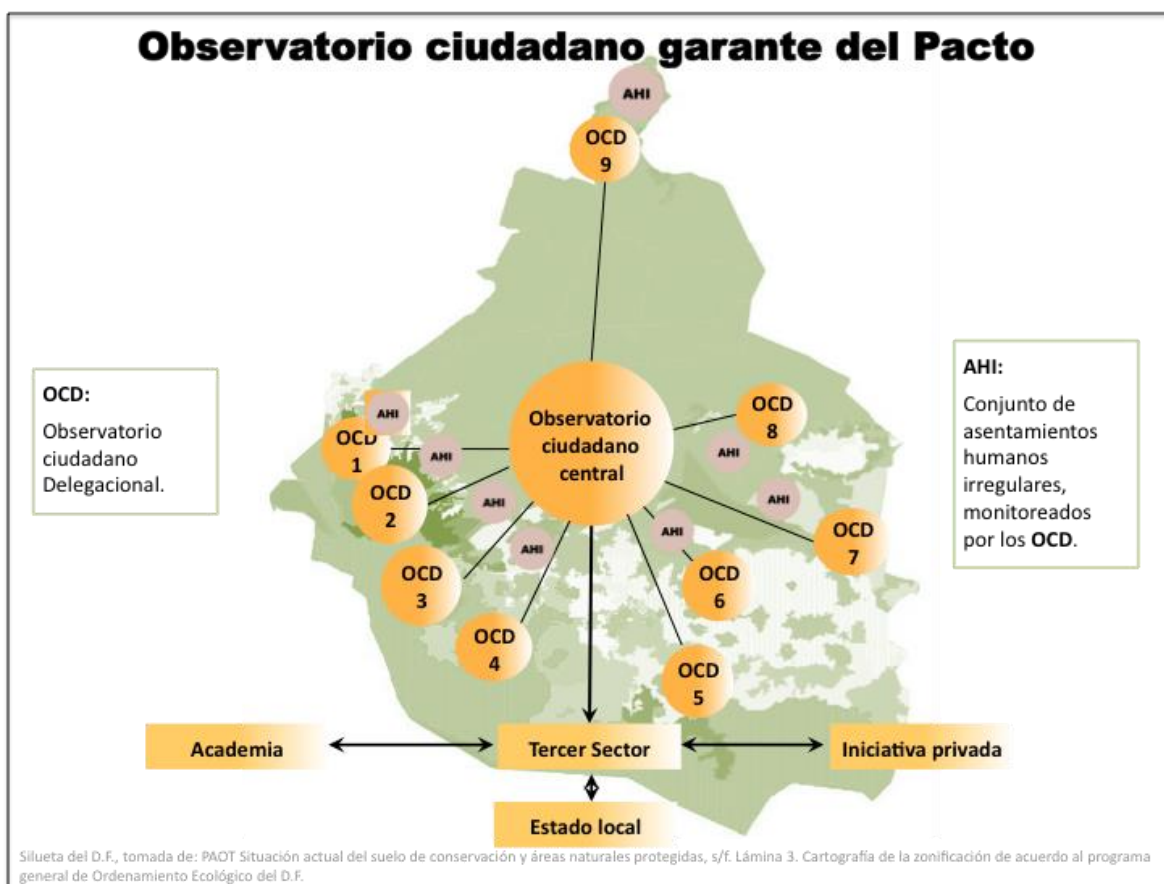 Observatorio ciudadano garante del Pacto
AHI
OCD
9
OCD:
Observatorio
ciudadano
Delegacional.
AHI
OCD
1
AHI
OCD
2
AHI
OCD
3
AHI
OCD
4
Observatorio
ciudadano
central
OCD
8
AHI
AHI
OCD
7
AHI
OCD
6
OCD
5
AHI:
Conjunto de
asentamientos
humanos
irregulares,
monitoreados
por los OCD.
Academia
Tercer Sector
Iniciativa privada
Estado local
Silueta del D.F., tomada de: PAOT Situación actual del suelo de conservación y áreas naturales protegidas, s/f. Lámina 3. Cartografía de la zonificación de acuerdo al programa
general de Ordenamiento Ecológico del D.F.